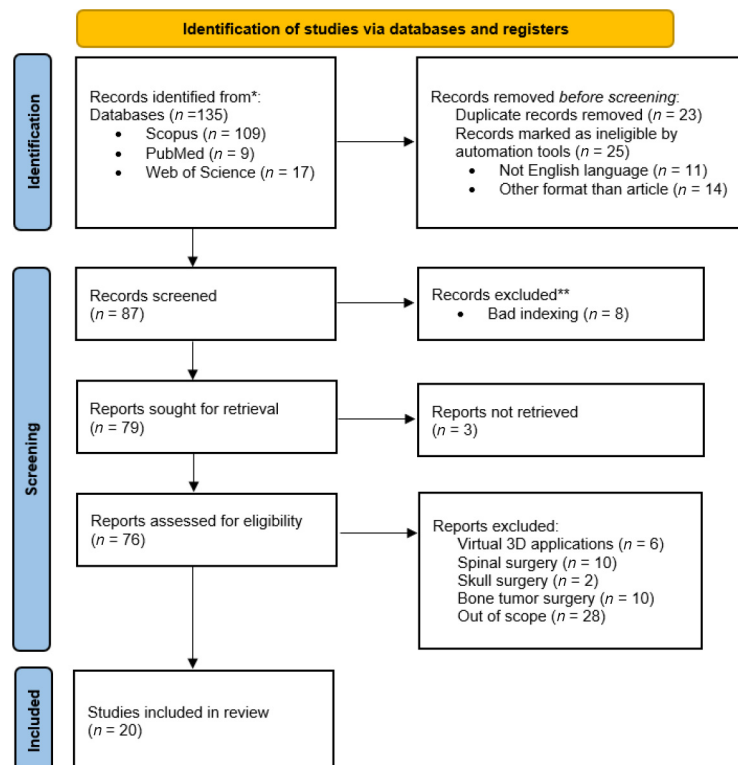 Identification of studies via databases and registers
Identification
Records identified from*:
Databases (n =135)
• Scopus (n = 109)
• PubMed (n = 9)
• Web of Science (n = 17)
Records removed before screening:
Duplicate records removed (n = 23)
Records marked as ineligible by
automation tools (n = 25)
• Not English language (n = 11)
• Other format than article (n = 14)
Screening
Records screened
(n = 87)
Records excluded**
• Bad indexing (n = 8)
Reports sought for retrieval
(n = 79)
Reports not retrieved
(n = 3)
Reports assessed for eligibility
(n = 76)
Reports excluded:
Virtual 3D applications (n = 6)
Spinal surgery (n = 10)
Skull surgery (n = 2)
Bone tumor surgery (n = 10)
Out of scope (n = 28)
Included
Studies included in review
(n = 20)